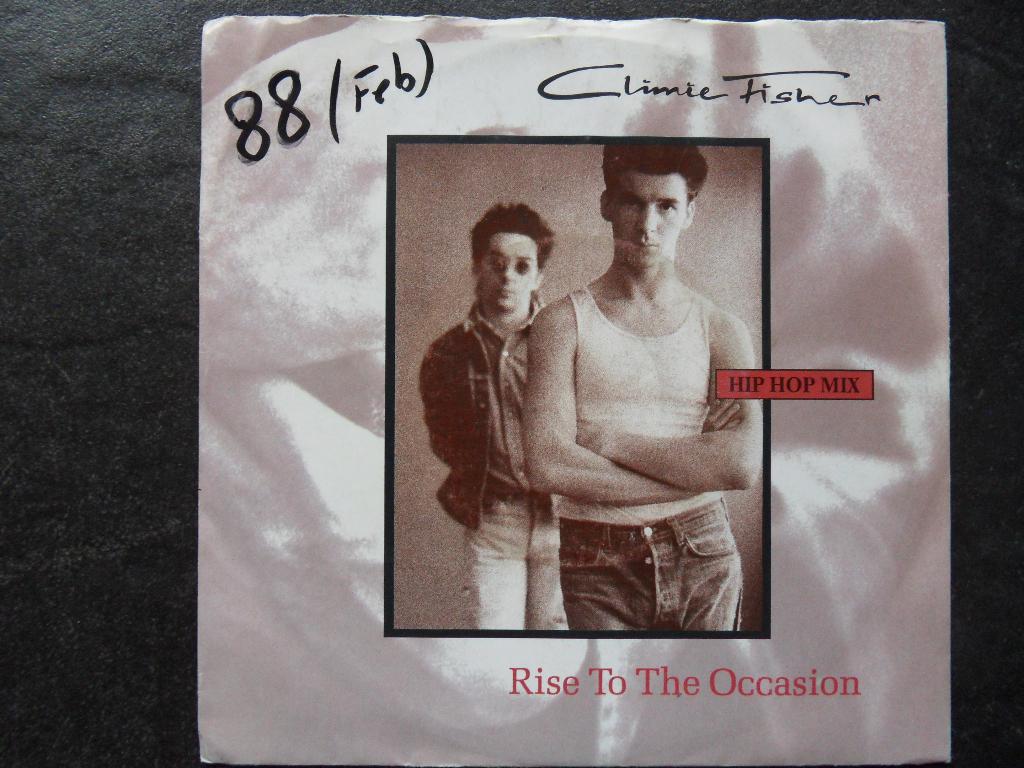 88 (Feb)
Climie Fisher
HIP HOP MIX
Rise To The Occasion